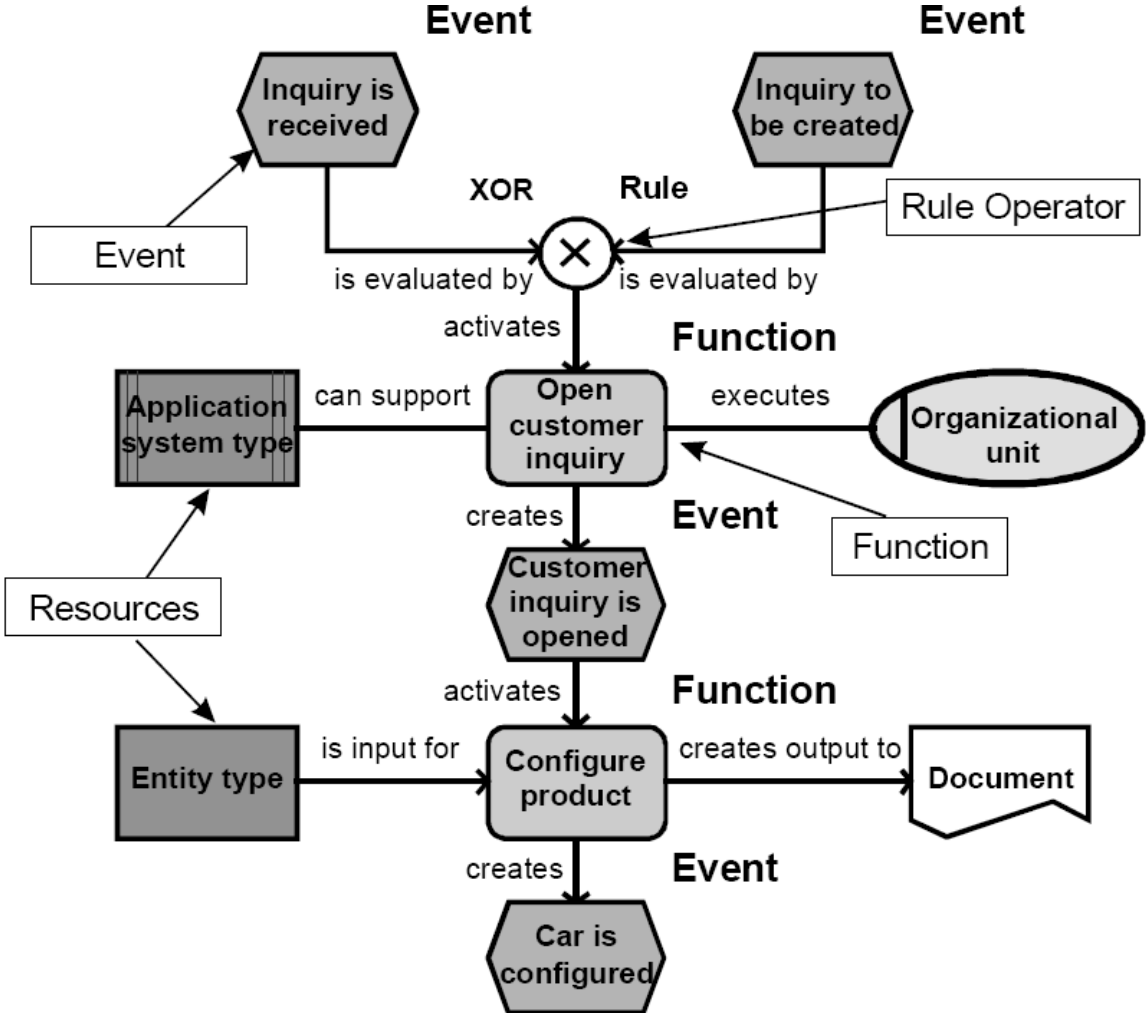 Event
Event
Inquiry is
received
Inquiry to
be created
XOR
Rule
Rule Operator
Event
is evaluated by
is evaluated by
activates
Function
Application
system type
can support
Open
customer
inquiry
executes
Organizational
unit
creates
Event
Function
Customer
inquiry is
opened
Resources
activates
Function
Entity type
is input for
Configure
product
creates output to
Document
creates
Event
Car is
configured